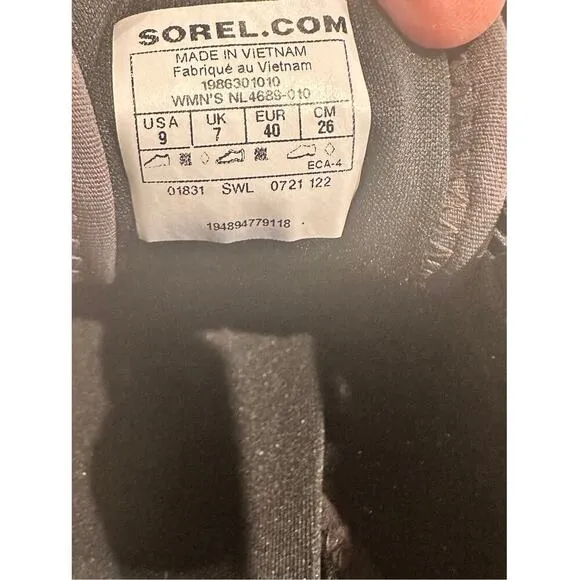 SOREL.COM
MADE IN VIETNAM
Fabriqué au Vietnam
1986301010
WMN'S NL4689-010
USA UK EUR CM
9 7 40 26
ECA-4
01831 SWL 0721 122
194894779118